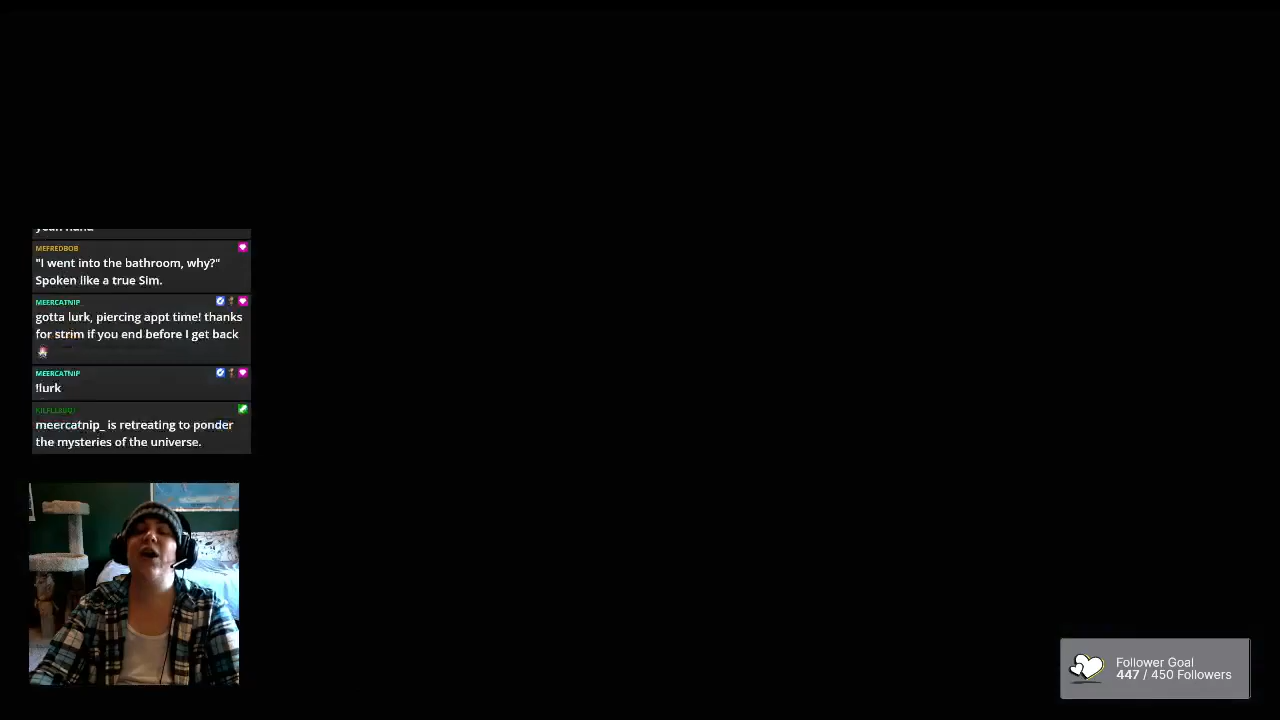 MEFREDBOB
"I went into the bathroom, why?"
Spoken like a true Sim.
MEERCATNIP
gotta lurk, piercing appt time! thanks
for strim if you end before I get back
MEERCATNIP
!lurk
meercatnip_ is retreating to ponder
the mysteries of the universe.
Follower Goal
447 / 450 Followers